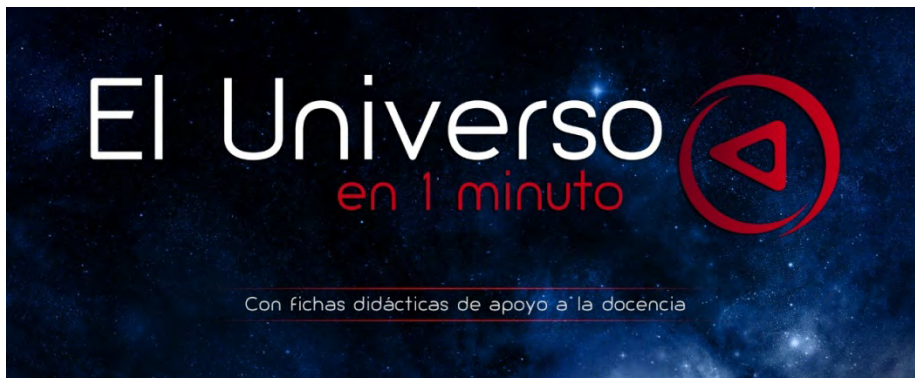 El Universo
en 1 minuto
Con fichas didácticas de apoyo a la docencia